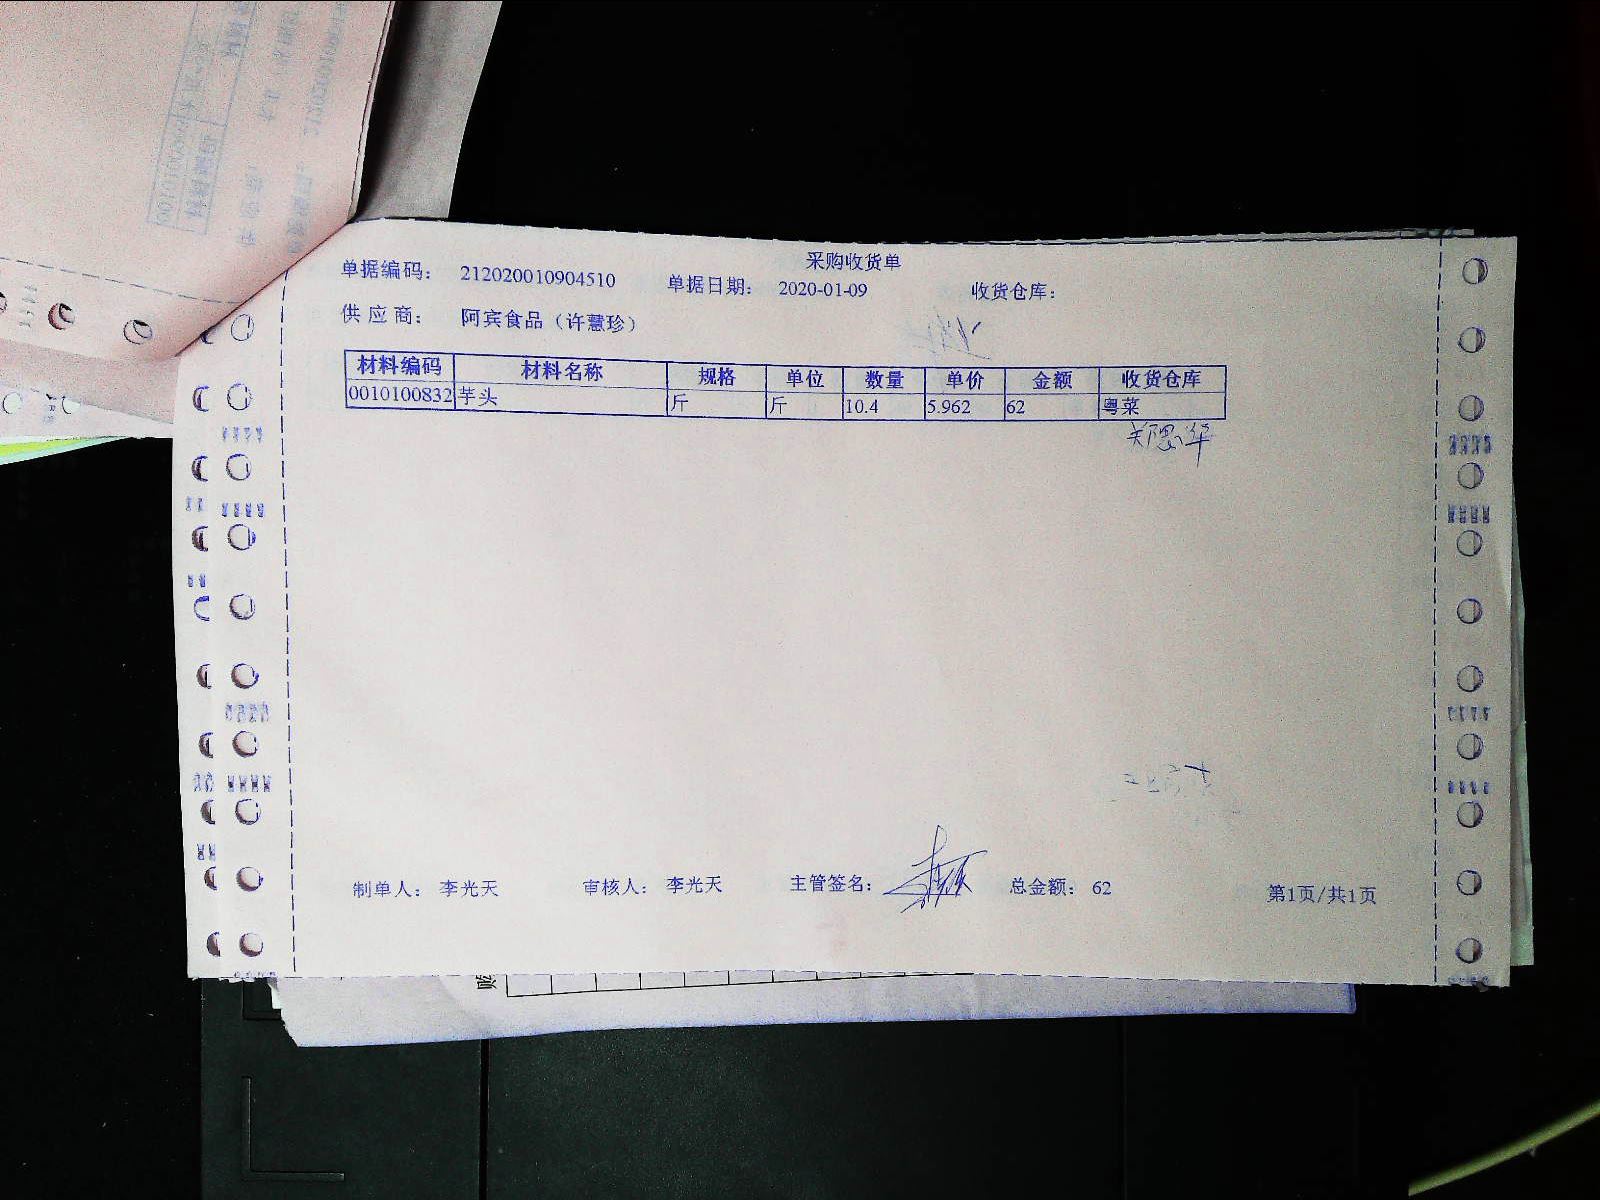 采购收货单
单据编码： 212020010904510 单据日期： 2020-01-09 收货仓库：
供 应 商： 阿宾食品（许慧珍）
材料编码 材料名称 规格 单位 数量 单价 金额 收货仓库
0010100832 芋头 斤 斤 10.4 5.962 62 粤菜
制单人： 李光天 审核人： 李光天 主管签名： 总金额： 62 第1页/共1页